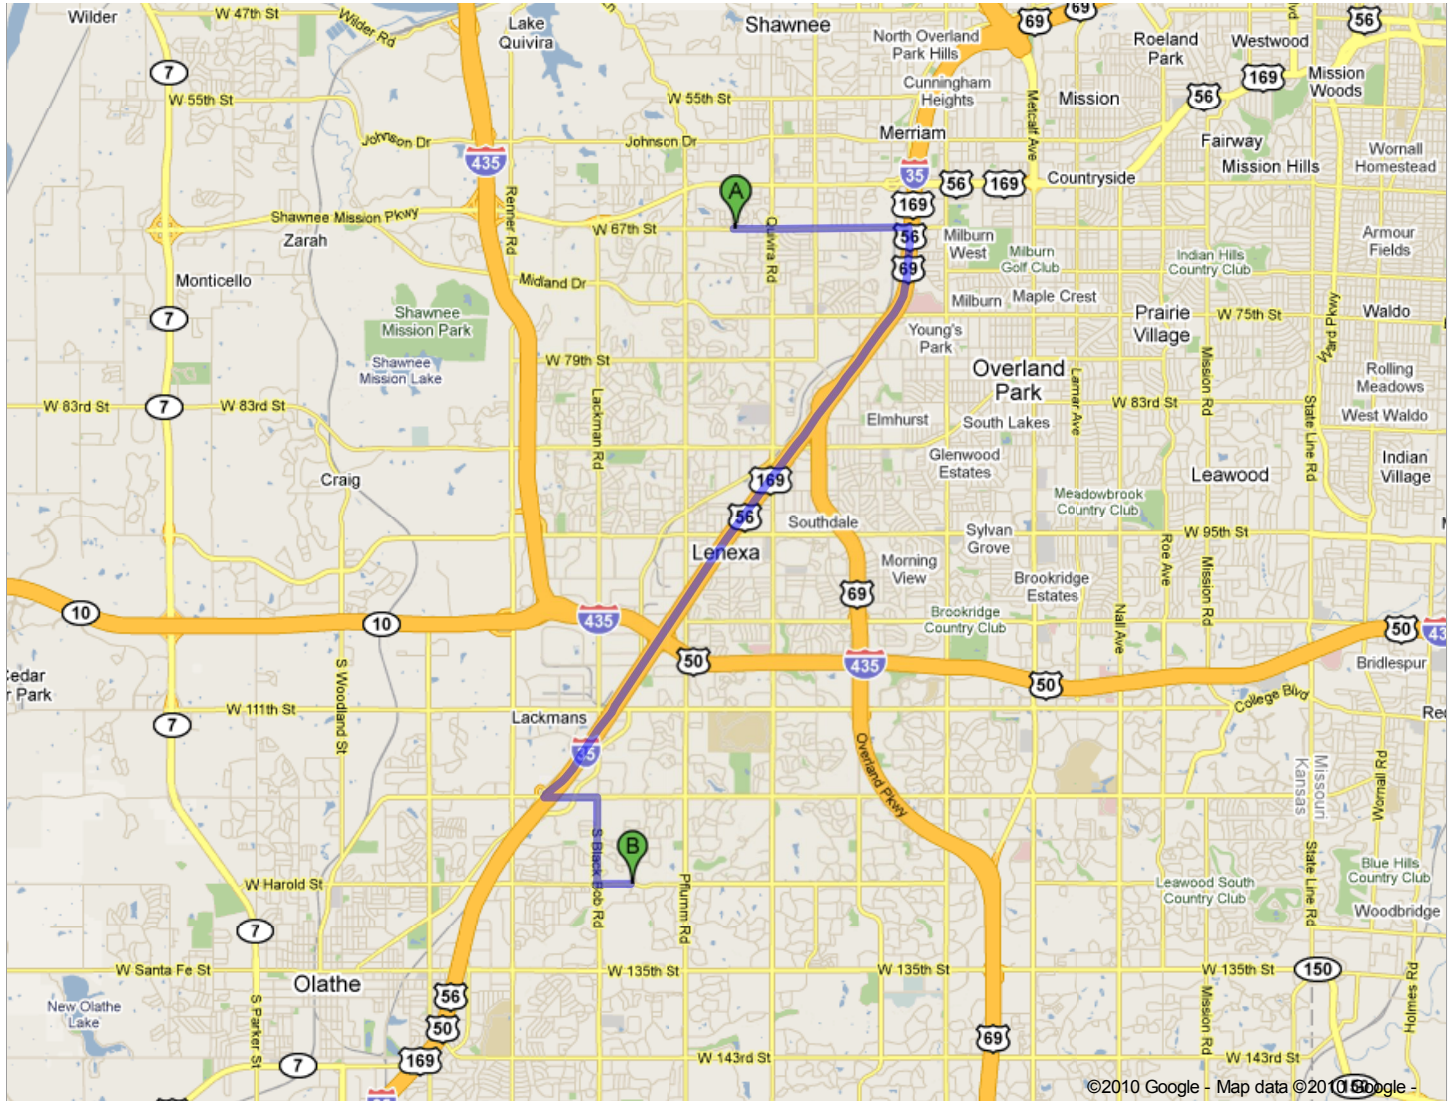 Wilder
W 47th St
Wilder Rd
Lake
Quivira
Shawnee
69
69
56
North Overland
Park Hills
Roeland
Park
Westwood
7
W 55th St
W 55th St
Cunningham
Heights
Metcalf Ave
Mission
56
169
Mission
Woods
Johnson Dr
Johnson Dr
Merriam
Fairway
Mission Hills
Wornall
Homestead
435
35
56
169
Countryside
A
169
Renner Rd
Shawnee Mission Pkwy
W 67th St
Quivira Rd
56
Zarah
Milburn
West
Milburn
Golf Club
Indian Hills
Country Club
Armour
Fields
69
Monticello
Midland Dr
Milburn
Maple Crest
7
Shawnee
Mission Park
Young's
Park
Prairie
Village
W 75th St
Ward Pkwy
Waldo
Shawnee
Mission Lake
W 79th St
Overland
Park
Lamar Ave
Mission Rd
Rolling
Meadows
W 83rd St
7
W 83rd St
Lackman Rd
W 83rd St
State Line Rd
West Waldo
Elmhurst
South Lakes
Craig
169
Glenwood
Estates
Leawood
Indian
Village
Meadowbrook
Country Club
56
Southdale
Sylvan
Grove
W 95th St
Lenexa
Morning
View
Brookridge
Estates
Roe Ave
Mission Rd
69
10
10
435
Brookridge
Country Club
Nall Ave
50
43
50
435
50
Bridlespur
Cedar
r Park
S Woodland St
W 111th St
College Blvd
7
Lackmans
35
Overland Pkwy
Missouri
Kansas
Wornall Rd
S Black Bob Rd
B
W Harold St
Pflumm Rd
Leawood South
Country Club
State Line Rd
Blue Hills
Country Club
7
Woodbridge
W Santa Fe St
W 135th St
W 135th St
W 135th St
150
Olathe
New Olathe
Lake
S Parker St
56
50
Mission Rd
Holmes Rd
69
7
169
W 143rd St
W 143rd St
©2010 Google - Map data ©2010 Google -